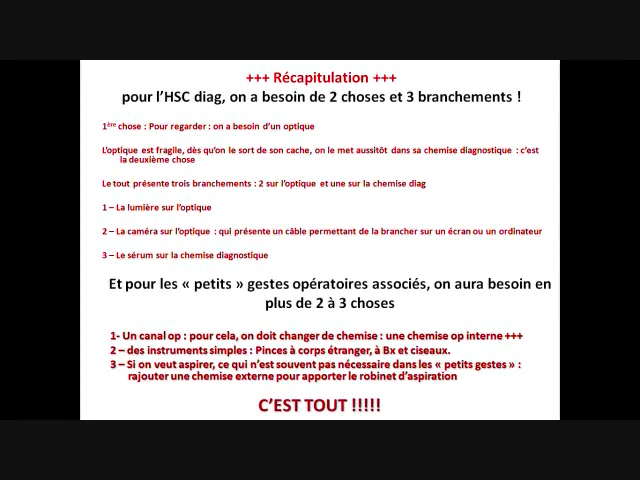 +++ Récapitulation +++
pour l’HSC diag, on a besoin de 2 choses et 3 branchements !
1ère chose : Pour regarder : on a besoin d’un optique
L’optique est fragile, dès qu’on le sort de son cache, on le met aussitôt dans sa chemise diagnostique : c’est
la deuxième chose
Le tout présente trois branchements : 2 sur l’optique et une sur la chemise diag
1 – La lumière sur l’optique
2 – La caméra sur l’optique : qui présente un câble permettant de la brancher sur un écran ou un ordinateur
3 – Le sérum sur la chemise diagnostique
Et pour les « petits » gestes opératoires associés, on aura besoin en
plus de 2 à 3 choses
1- Un canal op : pour cela, on doit changer de chemise : une chemise op interne +++
2 – des instruments simples : Pinces à corps étranger, à Bx et ciseaux.
3 – Si on veut aspirer, ce qui n’est souvent pas nécessaire dans les « petits gestes » :
rajouter une chemise externe pour apporter le robinet d’aspiration
C’EST TOUT !!!!!